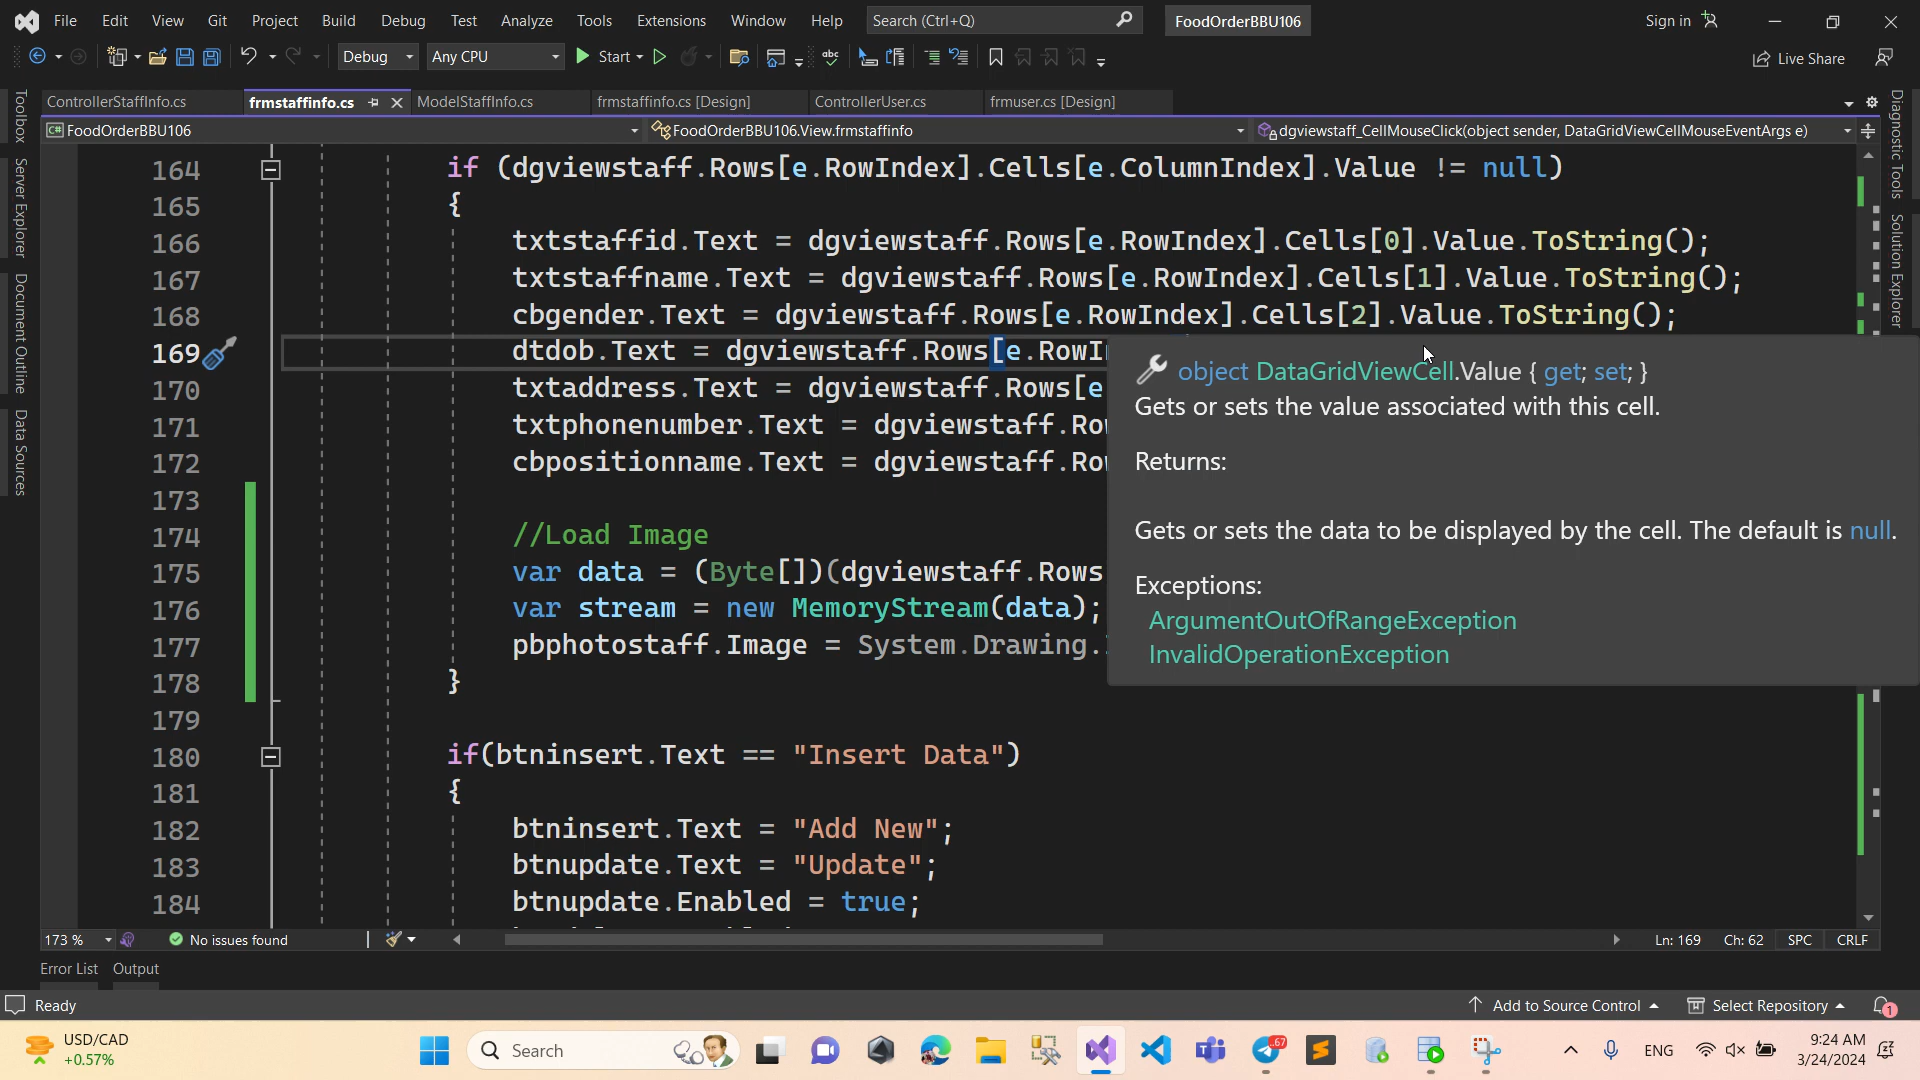 File Edit View Git Project Build Debug Test Analyze Tools Extensions Window Help Search (Ctrl+Q) FoodOrderBBU106 Sign in
Debug Any CPU Start Live Share
ControllerStaffInfo.cs frmstaffinfo.cs ModelStaffInfo.cs frmstaffinfo.cs [Design] ControllerUser.cs frmuser.cs [Design]
C# FoodOrderBBU106 FoodOrderBBU106.View.frmstaffinfo dgviewstaff_CellMouseClick(object sender, DataGridViewCellMouseEventArgs e)
Toolbox
Server Explorer
Document Outline
Data Sources
Diagnostic Tools
Solution Explorer
164 if (dgviewstaff.Rows[e.RowIndex].Cells[e.ColumnIndex].Value != null)
165 {
166 txtstaffid.Text = dgviewstaff.Rows[e.RowIndex].Cells[0].Value.ToString();
167 txtstaffname.Text = dgviewstaff.Rows[e.RowIndex].Cells[1].Value.ToString();
168 cbgender.Text = dgviewstaff.Rows[e.RowIndex].Cells[2].Value.ToString();
169 dtdob.Text = dgviewstaff.Rows[e.RowI
170 txtaddress.Text = dgviewstaff.Rows[e
171 txtphonenumber.Text = dgviewstaff.Ro
172 cbpositionname.Text = dgviewstaff.Ro
173
174 //Load Image
175 var data = (Byte[])(dgviewstaff.Rows
176 var stream = new MemoryStream(data);
177 pbphotostaff.Image = System.Drawing.
178 }
179
180 if(btninsert.Text == "Insert Data")
181 {
182 btninsert.Text = "Add New";
183 btnupdate.Text = "Update";
184 btnupdate.Enabled = true;
object DataGridViewCell.Value { get; set; }
Gets or sets the value associated with this cell.
Returns:
Gets or sets the data to be displayed by the cell. The default is null.
Exceptions:
ArgumentOutOfRangeException
InvalidOperationException
173 % No issues found Ln: 169 Ch: 62 SPC CRLF
Error List Output
Ready Add to Source Control Select Repository 1
USD/CAD
+0.57%
Search
.67
ENG
9:24 AM
3/24/2024